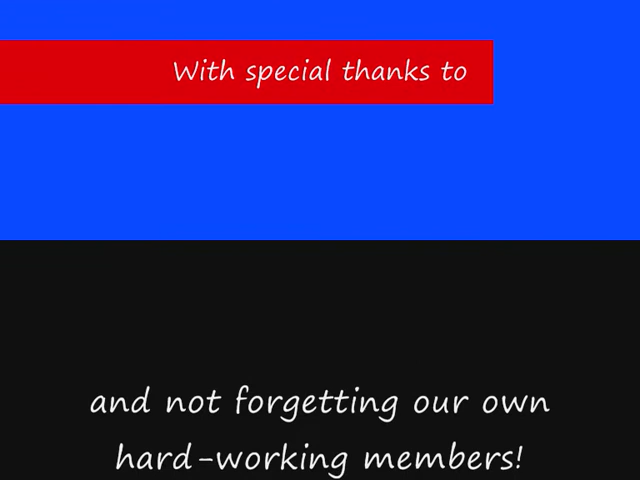 With special thanks to
and not forgetting our own
hard-working members!